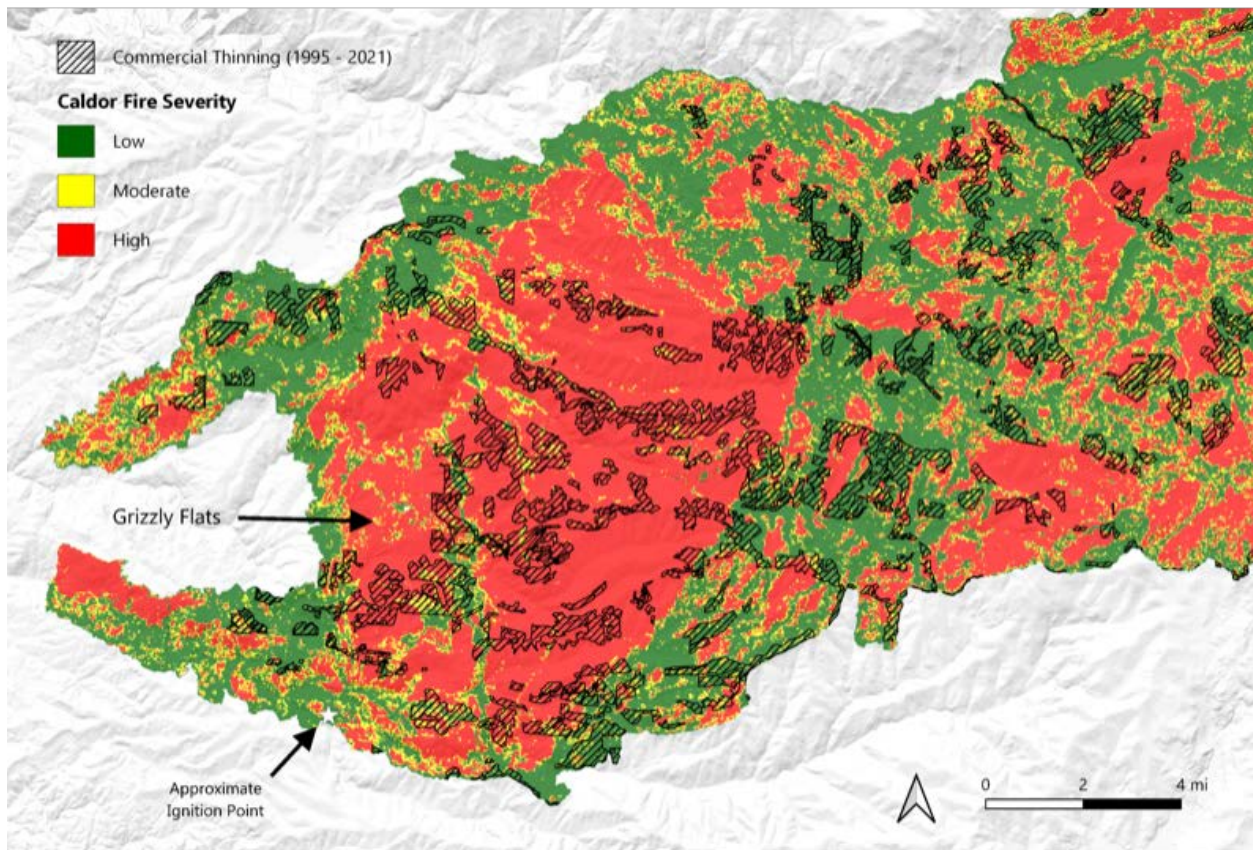 Commercial Thinning (1995 - 2021)
Caldor Fire Severity
Low
Moderate
High
Grizzly Flats
Approximate
Ignition Point
0 2 4 mi